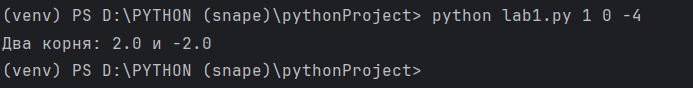 (venv) PS D:\PYTHON (snape)\pythonProject> python lab1.py 1 0 -4
Два корня: 2.0 и -2.0
(venv) PS D:\PYTHON (snape)\pythonProject>